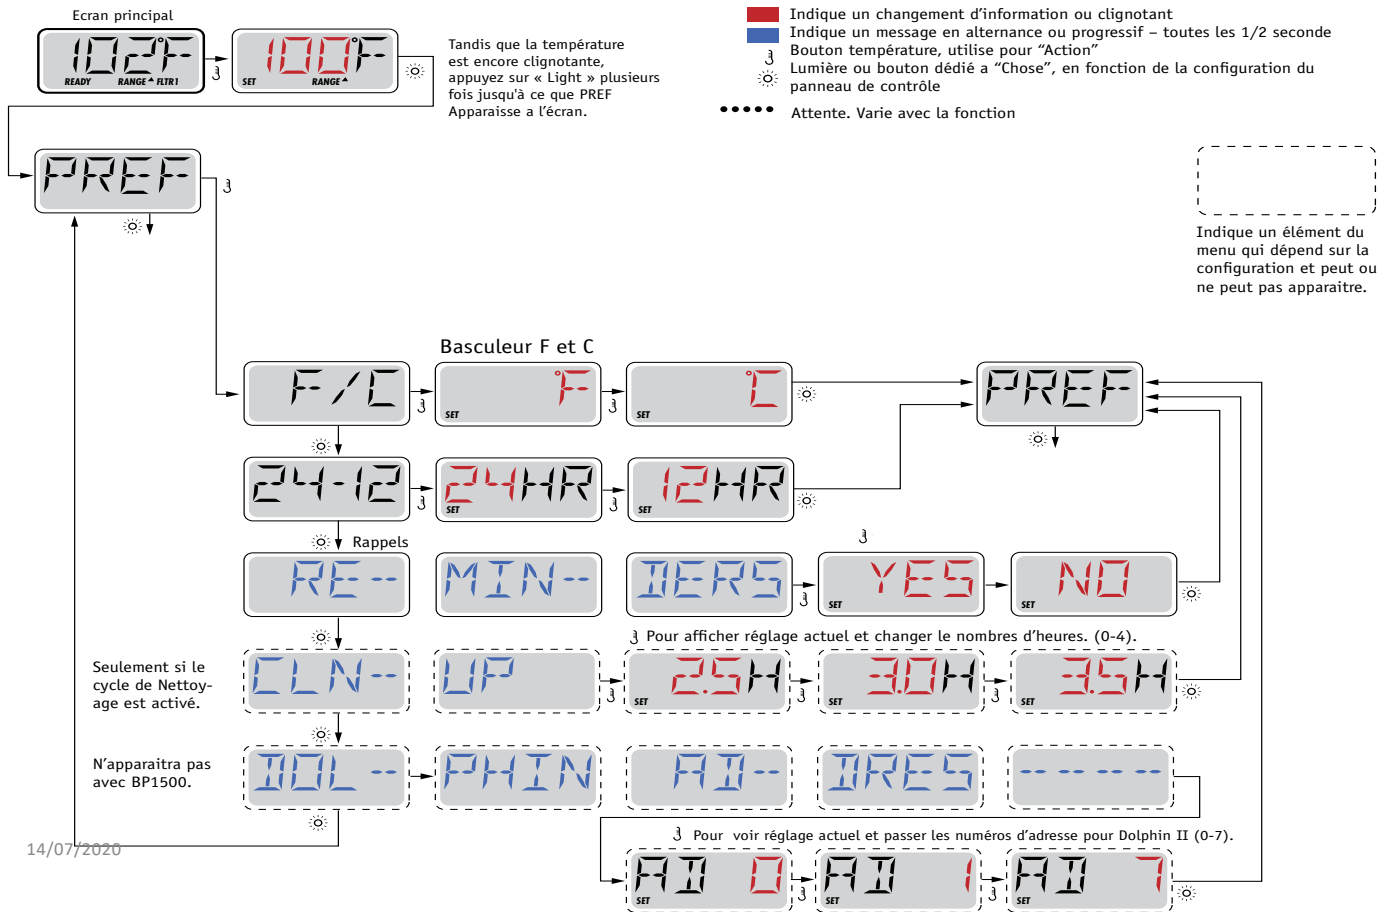 Ecran principal
102°F
READY RANGE FLTR1
100°F
SET RANGE
Tandis que la température
est encore clignotante,
appuyez sur « Light » plusieurs
fois jusqu'à ce que PREF
Apparaisse a l'écran.
Indique un changement d'information ou clignotant
Indique un message en alternance ou progressif – toutes les 1/2 seconde
Bouton température, utilise pour "Action"
Lumière ou bouton dédié a "Chose", en fonction de la configuration du
panneau de contrôle
Attente. Varie avec la fonction
Indique un élément du
menu qui dépend sur la
configuration et peut ou
ne peut pas apparaitre.
PREF
Basculeur F et C
F/C
°F
SET
°C
SET
PREF
24-12
24HR
SET
12HR
SET
Rappels
RE--
MIN--
DERS
YES
SET
NO
SET
Pour afficher réglage actuel et changer le nombres d'heures. (0-4).
Seulement si le
cycle de Nettoy-
age est activé.
CLN--
UP
2.5H
SET
3.0H
SET
3.5H
SET
N'apparaitra pas
avec BP1500.
DOL--
PHIN
AD--
DRES
- - - - - -
Pour voir réglage actuel et passer les numéros d'adresse pour Dolphin II (0-7).
AD 0
SET
AD 1
SET
AD 7
SET
14/07/2020